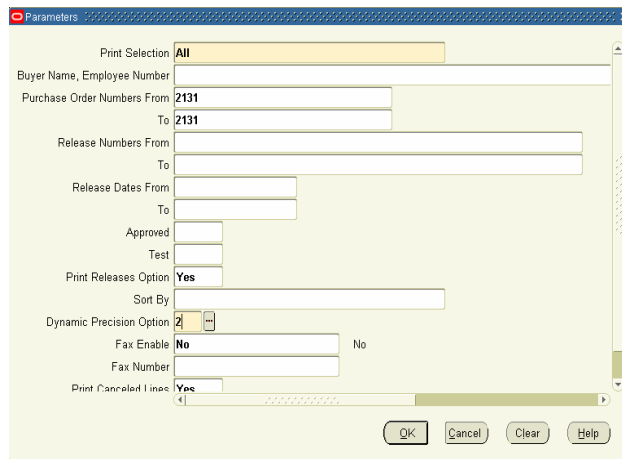 Parameters
Print Selection All
Buyer Name, Employee Number
Purchase Order Numbers From 2131
To 2131
Release Numbers From
To
Release Dates From
To
Approved
Test
Print Releases Option Yes
Sort By
Dynamic Precision Option 2 ...
Fax Enable No No
Fax Number
Print Canceled Lines Yes
OK Cancel Clear Help